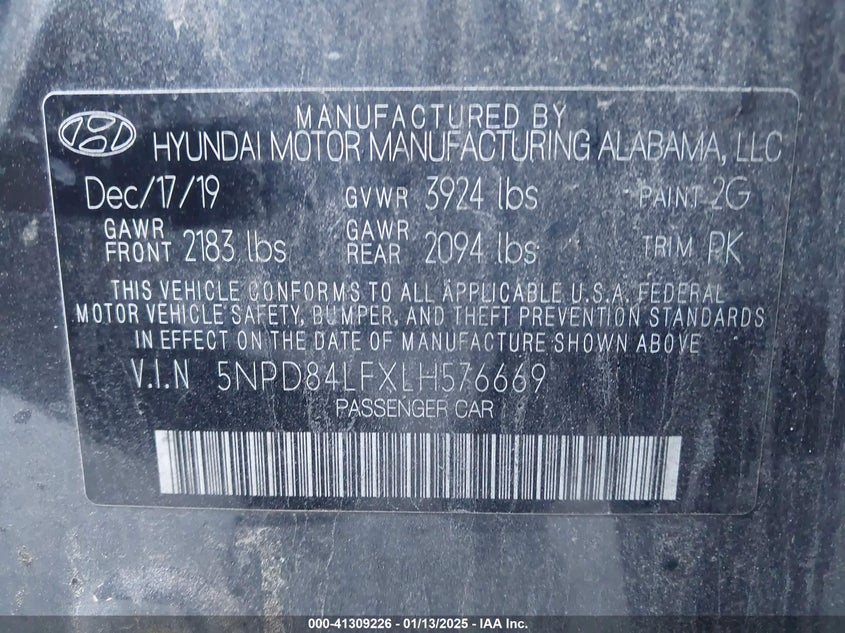 MANUFACTURED BY
HYUNDAI MOTOR MANUFACTURING ALABAMA, LLC
Dec/17/19 GVWR 3924 lbs PAINT 2G
GAWR FRONT 2183 lbs GAWR REAR 2094 lbs TRIM PK
THIS VEHICLE CONFORMS TO ALL APPLICABLE U.S.A. FEDERAL
MOTOR VEHICLE SAFETY, BUMPER, AND THEFT PREVENTION STANDARDS
IN EFFECT ON THE DATE OF MANUFACTURE SHOWN ABOVE
V.I.N 5NPD84LFXLH576669
PASSENGER CAR
000-41309226 - 01/13/2025 - IAA Inc.